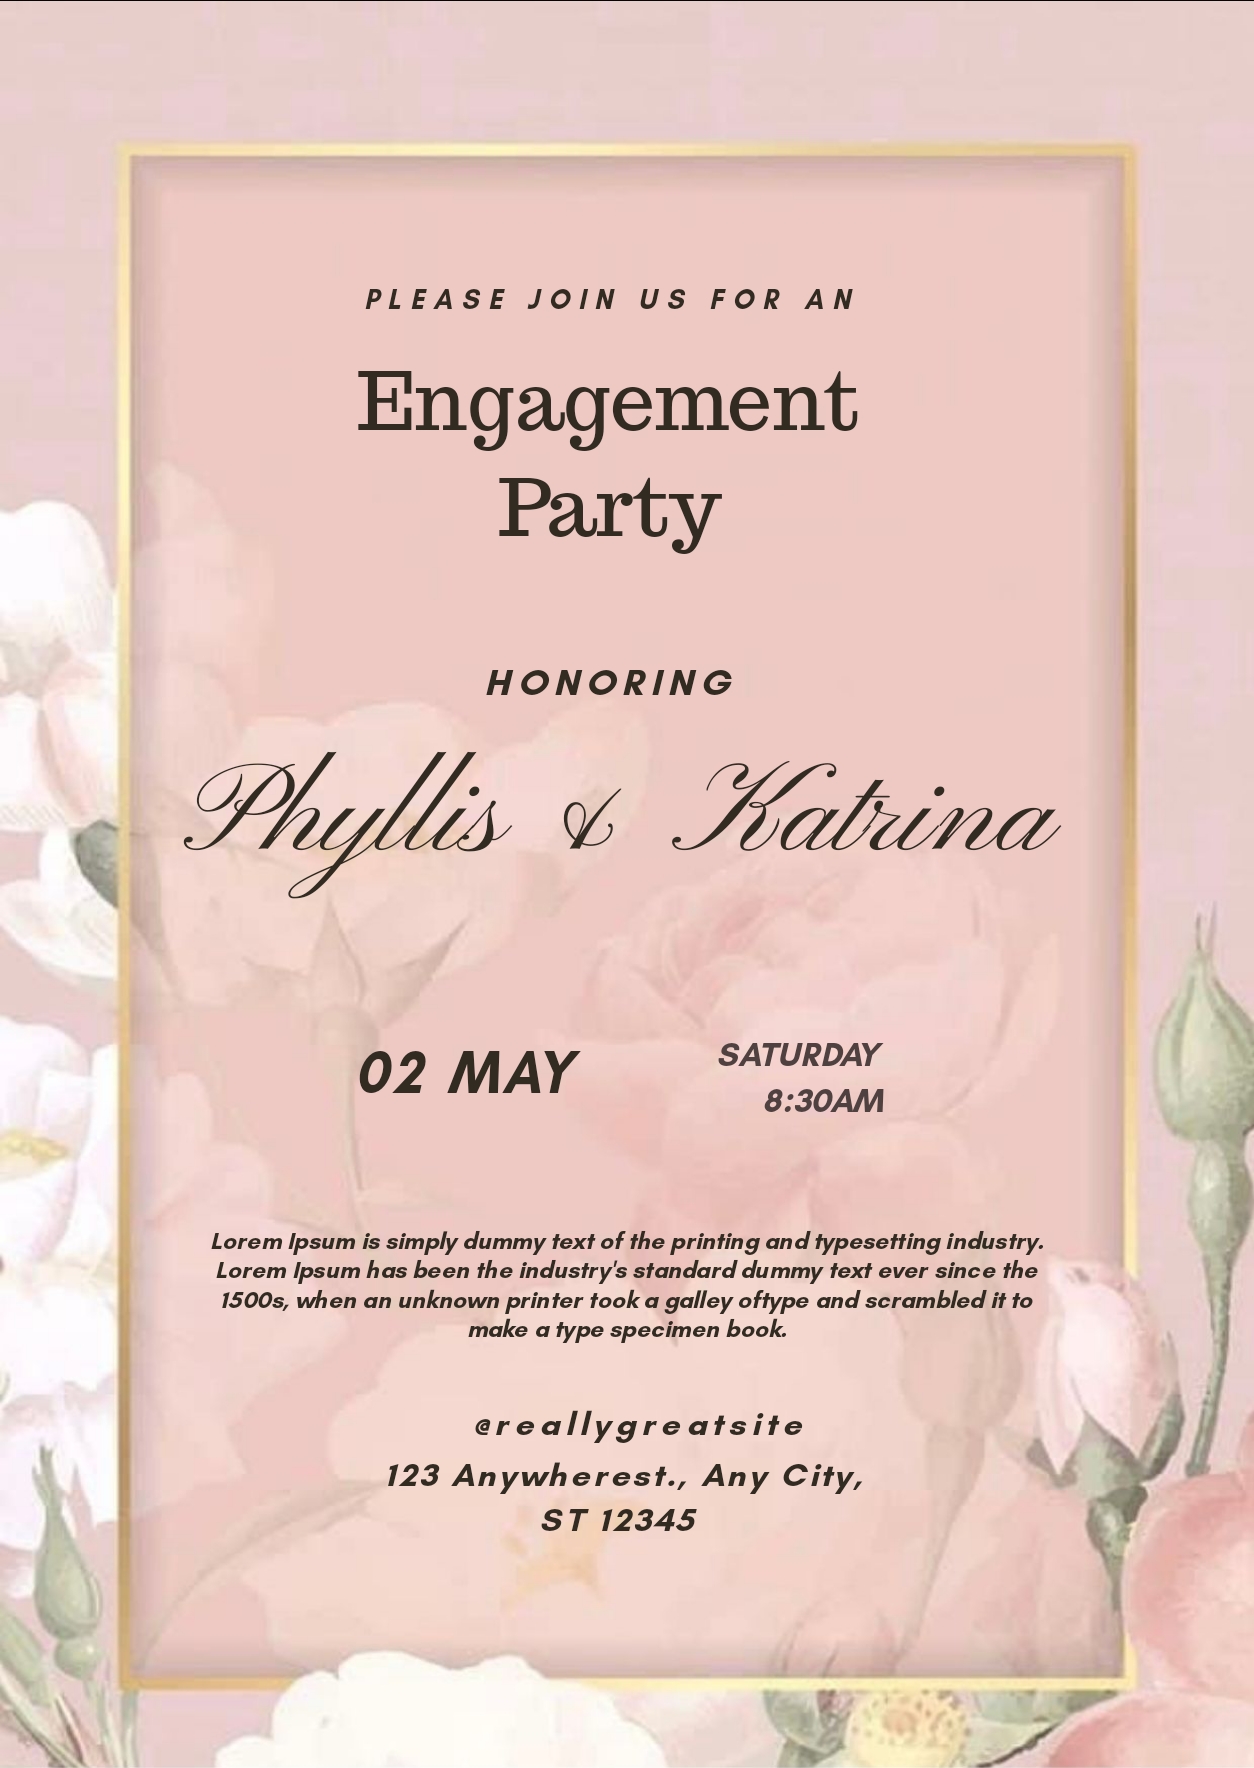 PLEASE JOIN US FOR AN
Engagement
Party
HONORING
Phyllis & Katrina
02 MAY
SATURDAY
8:30AM
Lorem Ipsum is simply dummy text of the printing and typesetting industry.
Lorem Ipsum has been the industry's standard dummy text ever since the
1500s, when an unknown printer took a galley oftype and scrambled it to
make a type specimen book.
@reallygreatsite
123 Anywherest., Any City,
ST 12345